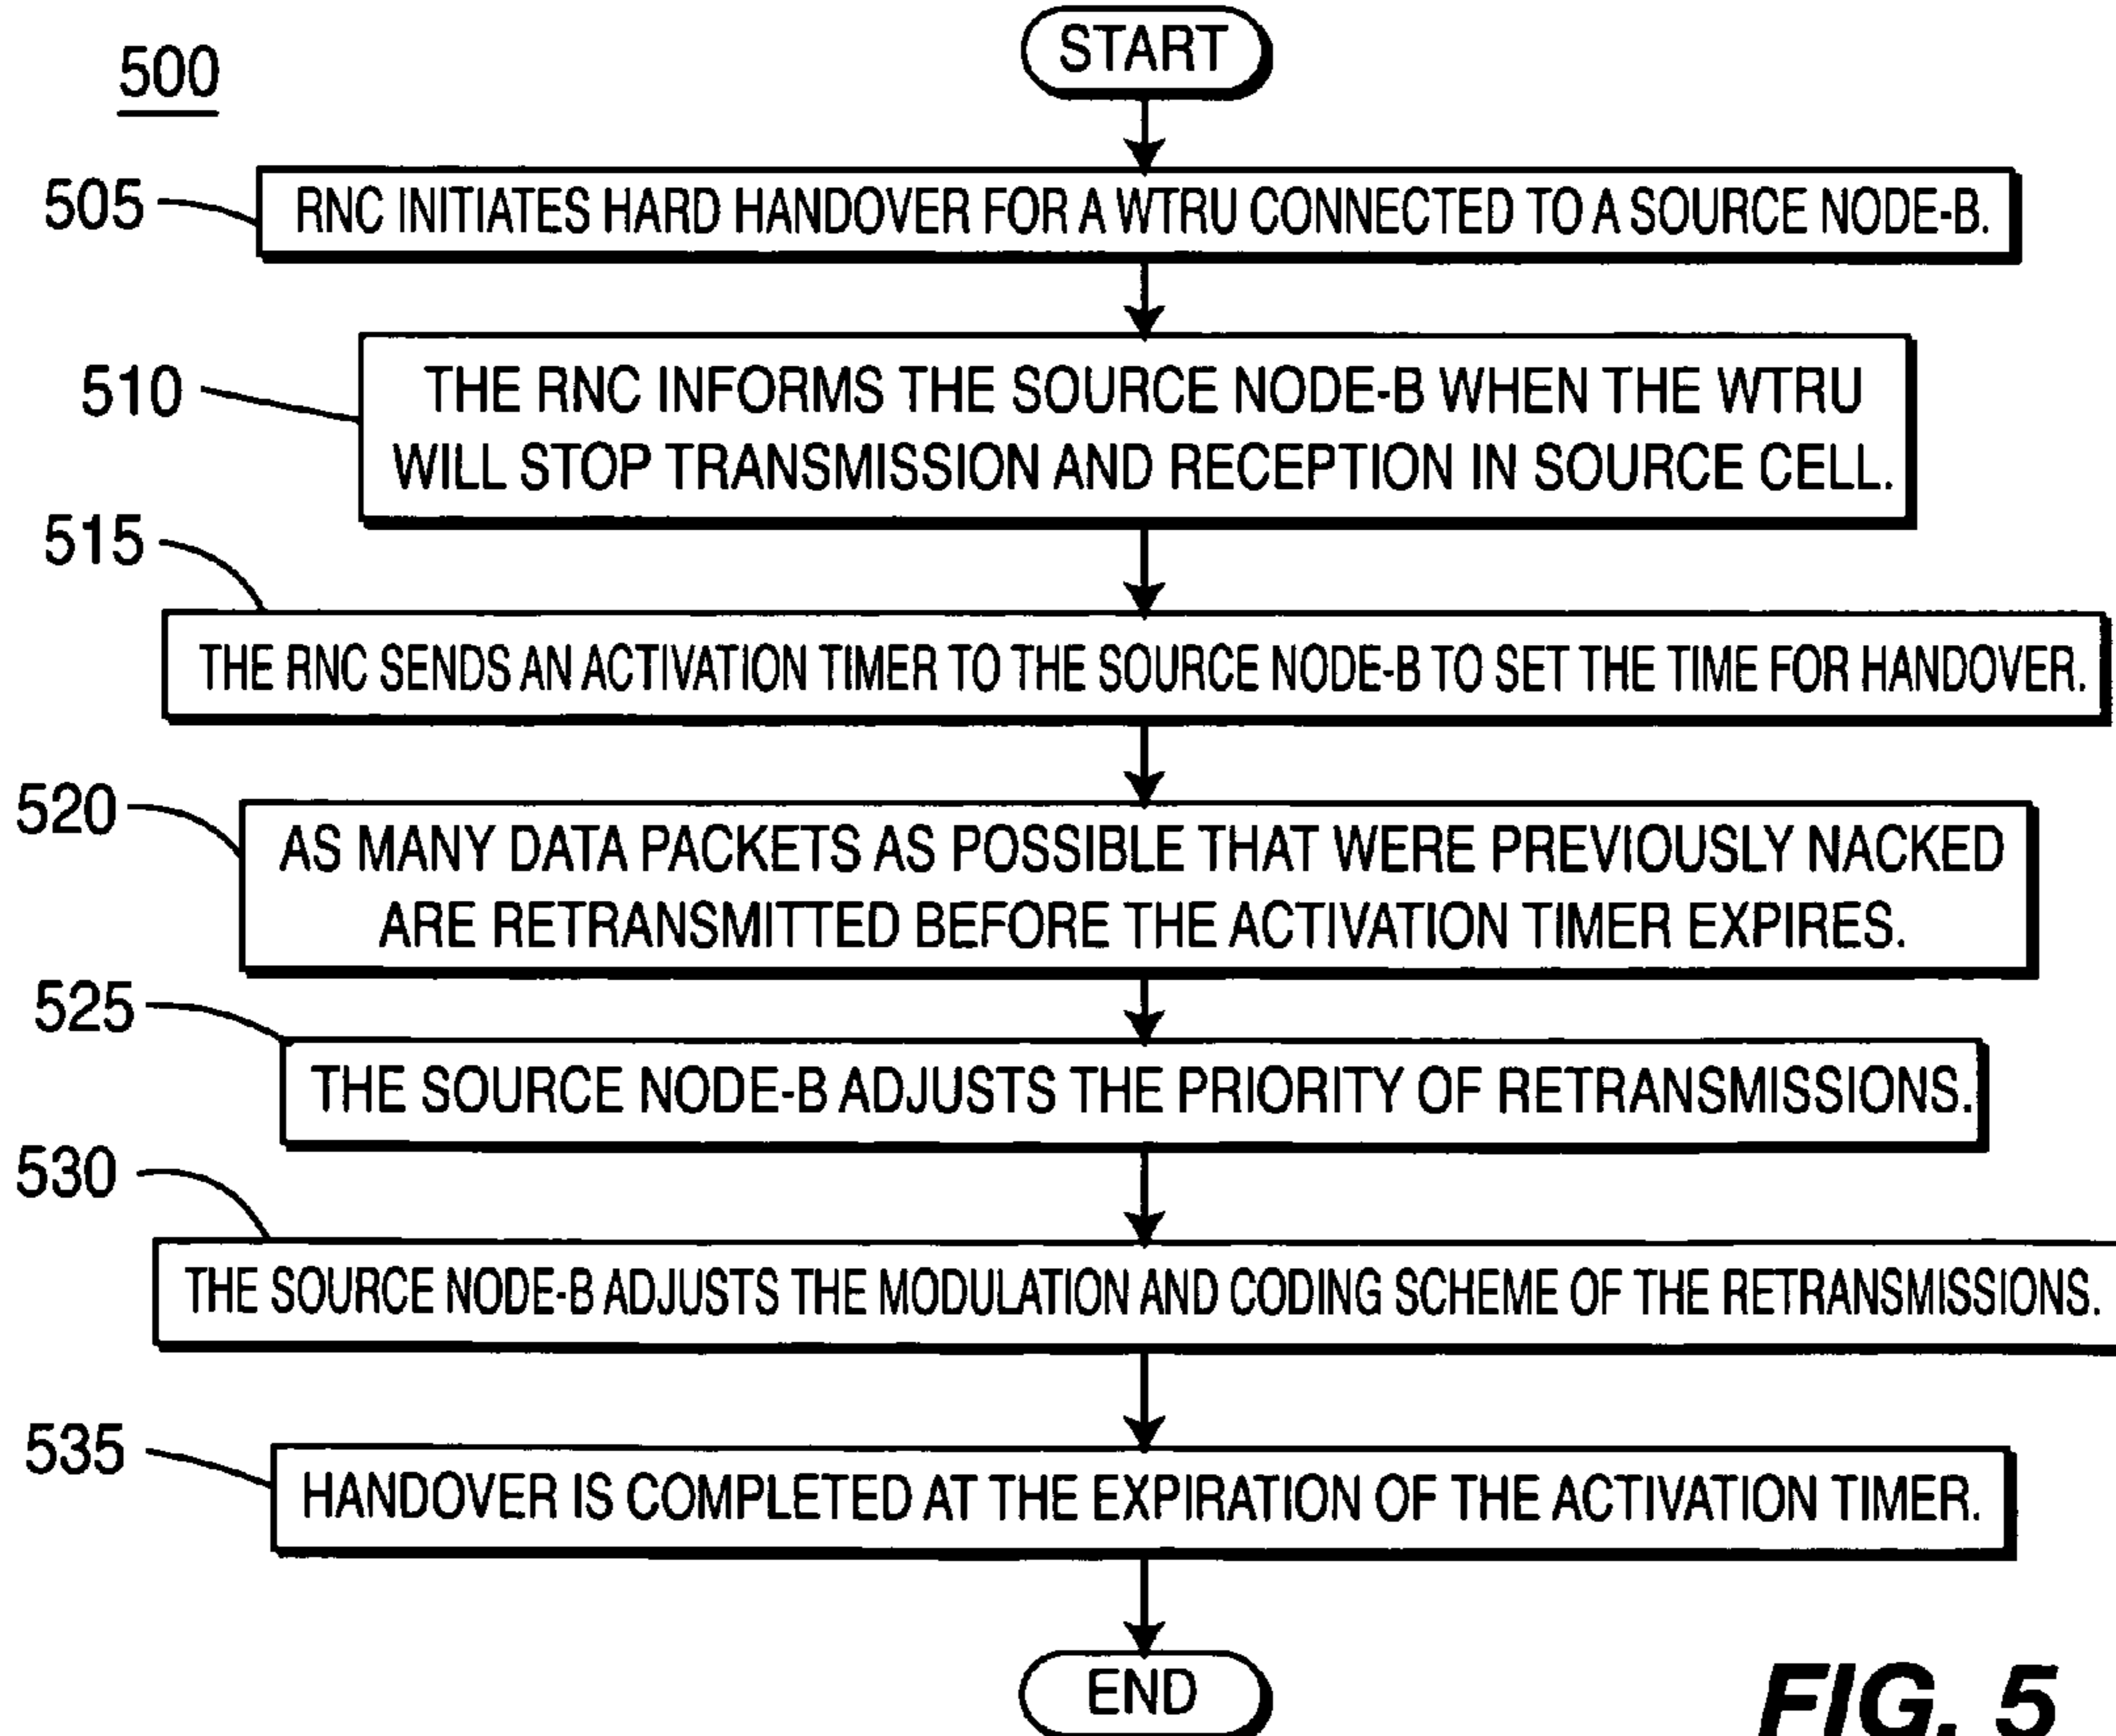 500
START
505
RNC INITIATES HARD HANDOVER FOR A WTRU CONNECTED TO A SOURCE NODE-B.
510
THE RNC INFORMS THE SOURCE NODE-B WHEN THE WTRU
WILL STOP TRANSMISSION AND RECEPTION IN SOURCE CELL.
515
THE RNC SENDS AN ACTIVATION TIMER TO THE SOURCE NODE-B TO SET THE TIME FOR HANDOVER.
520
AS MANY DATA PACKETS AS POSSIBLE THAT WERE PREVIOUSLY NACKED
ARE RETRANSMITTED BEFORE THE ACTIVATION TIMER EXPIRES.
525
THE SOURCE NODE-B ADJUSTS THE PRIORITY OF RETRANSMISSIONS.
530
THE SOURCE NODE-B ADJUSTS THE MODULATION AND CODING SCHEME OF THE RETRANSMISSIONS.
535
HANDOVER IS COMPLETED AT THE EXPIRATION OF THE ACTIVATION TIMER.
END
FIG. 5